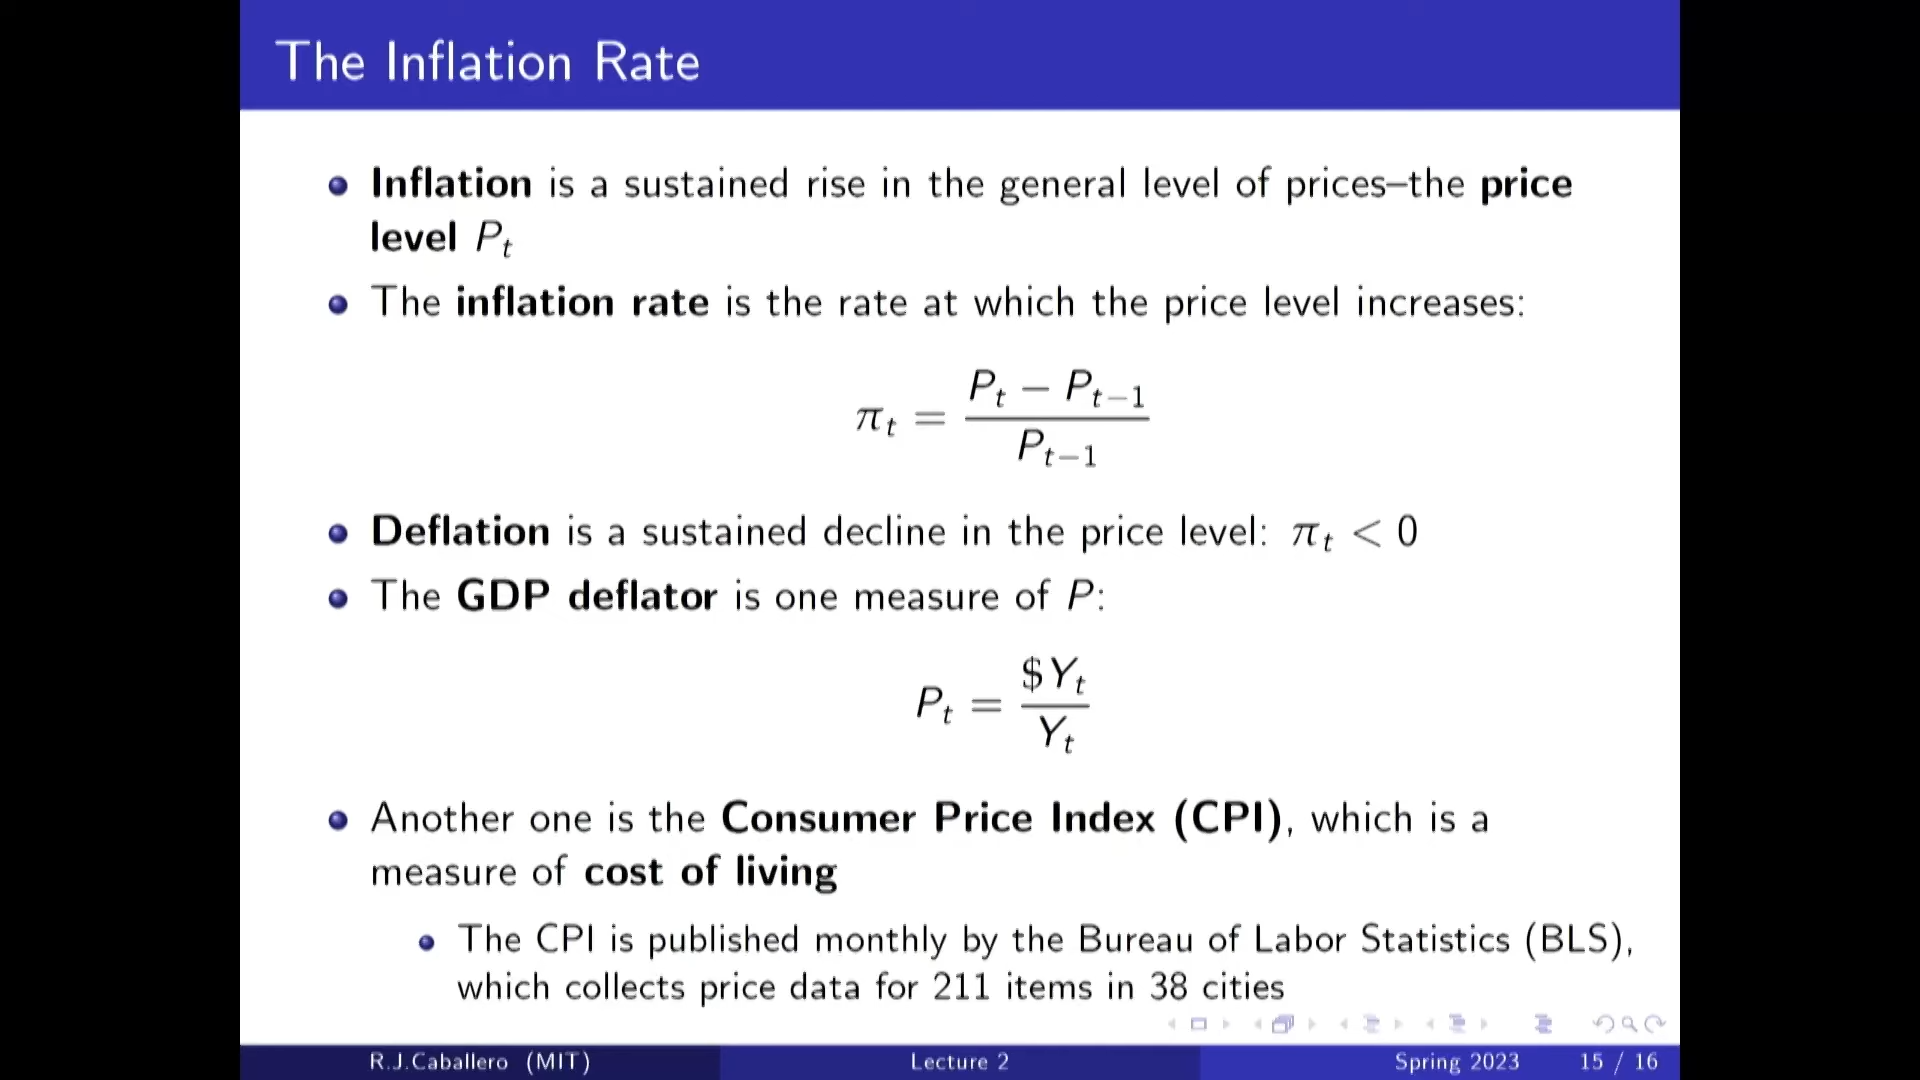 The Inflation Rate
Inflation is a sustained rise in the general level of prices–the price
level P_t
The inflation rate is the rate at which the price level increases:
π_t = (P_t − P_{t−1}) / P_{t−1}
Deflation is a sustained decline in the price level: π_t < 0
The GDP deflator is one measure of P:
P_t = $Y_t / Y_t
Another one is the Consumer Price Index (CPI), which is a
measure of cost of living
The CPI is published monthly by the Bureau of Labor Statistics (BLS),
which collects price data for 211 items in 38 cities
R.J.Caballero (MIT) Lecture 2 Spring 2023 15 / 16